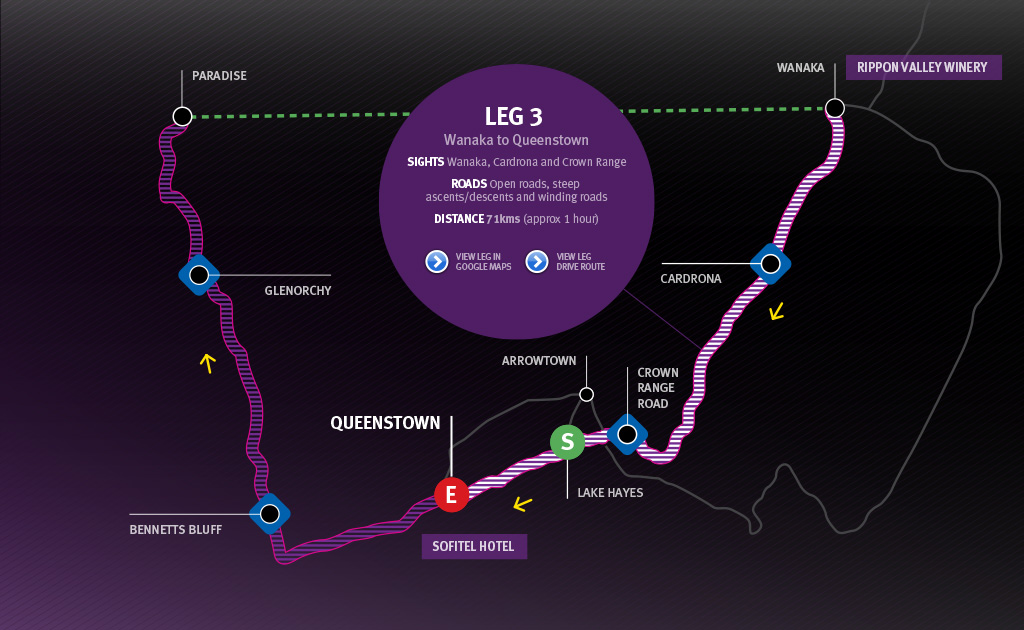 PARADISE
WANAKA
RIPPON VALLEY WINERY
LEG 3
Wanaka to Queenstown
SIGHTS Wanaka, Cardrona and Crown Range
ROADS Open roads, steep
ascents/descents and winding roads
DISTANCE 71kms (approx 1 hour)
VIEW LEG IN
GOOGLE MAPS
VIEW LEG
DRIVE ROUTE
GLENORCHY
CARDRONA
ARROWTOWN
CROWN
RANGE
ROAD
QUEENSTOWN
S
E
LAKE HAYES
BENNETTS BLUFF
SOFITEL HOTEL